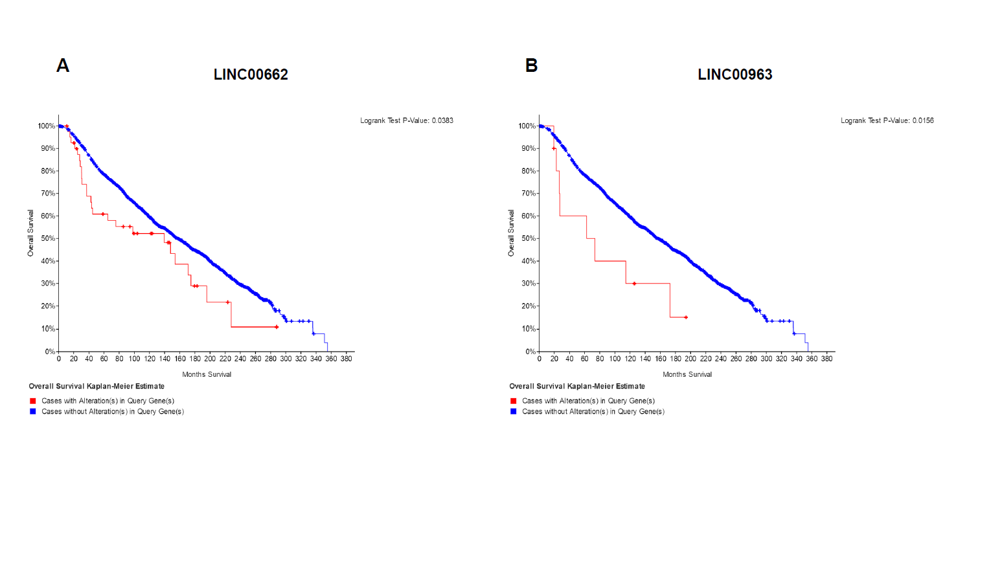 A
LINC00662
Logrank Test P-Value: 0.0383
100%
90%
80%
70%
60%
50%
40%
30%
20%
10%
0%
Overall Survival
0 20 40 60 80 100 120 140 160 180 200 220 240 260 280 300 320 340 360 380
Months Survival
Overall Survival Kaplan-Meier Estimate
Cases with Alteration(s) in Query Gene(s)
Cases without Alteration(s) in Query Gene(s)
B
LINC00963
Logrank Test P-Value: 0.0156
100%
90%
80%
70%
60%
50%
40%
30%
20%
10%
0%
Overall Survival
0 20 40 60 80 100 120 140 160 180 200 220 240 260 280 300 320 340 360 380
Months Survival
Overall Survival Kaplan-Meier Estimate
Cases with Alteration(s) in Query Gene(s)
Cases without Alteration(s) in Query Gene(s)